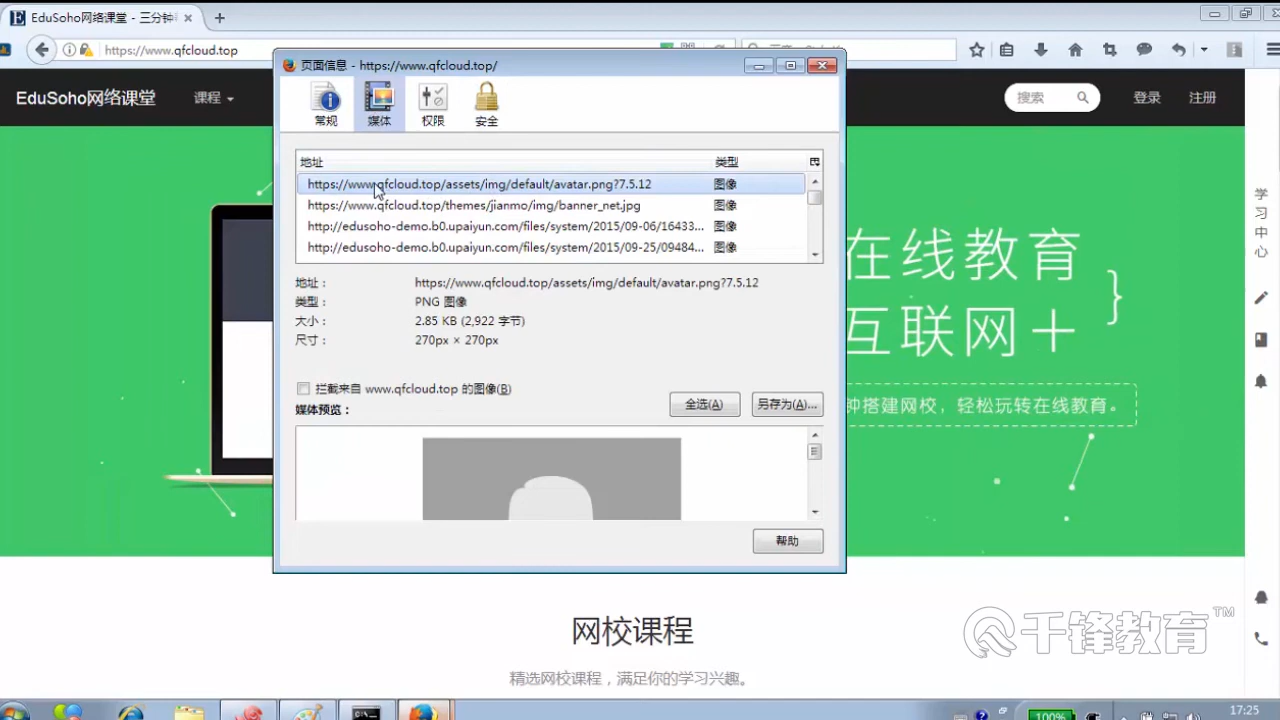 EduSoho网络课堂 - 三分钟
https://www.qfcloud.top
页面信息 - https://www.qfcloud.top/
EduSoho网络课堂
课程
搜索
登录
注册
常规
媒体
权限
安全
地址
类型
https://www.qfcloud.top/assets/img/default/avatar.png?7.5.12
图像
https://www.qfcloud.top/themes/jianmo/img/banner_net.jpg
图像
http://edusoho-demo.b0.upaiyun.com/files/system/2015/09-06/16433...
图像
http://edusoho-demo.b0.upaiyun.com/files/system/2015/09-25/09484...
图像
地址：
https://www.qfcloud.top/assets/img/default/avatar.png?7.5.12
类型：
PNG 图像
大小：
2.85 KB (2,922 字节)
尺寸：
270px × 270px
拦截来自 www.qfcloud.top 的图像(B)
全选(A)
另存为(A)...
媒体预览：
帮助
在线教育
互联网＋
}
钟搭建网校，轻松玩转在线教育。
学习中心
网校课程
精选网校课程，满足你的学习兴趣。
千锋教育™
100%
17:25